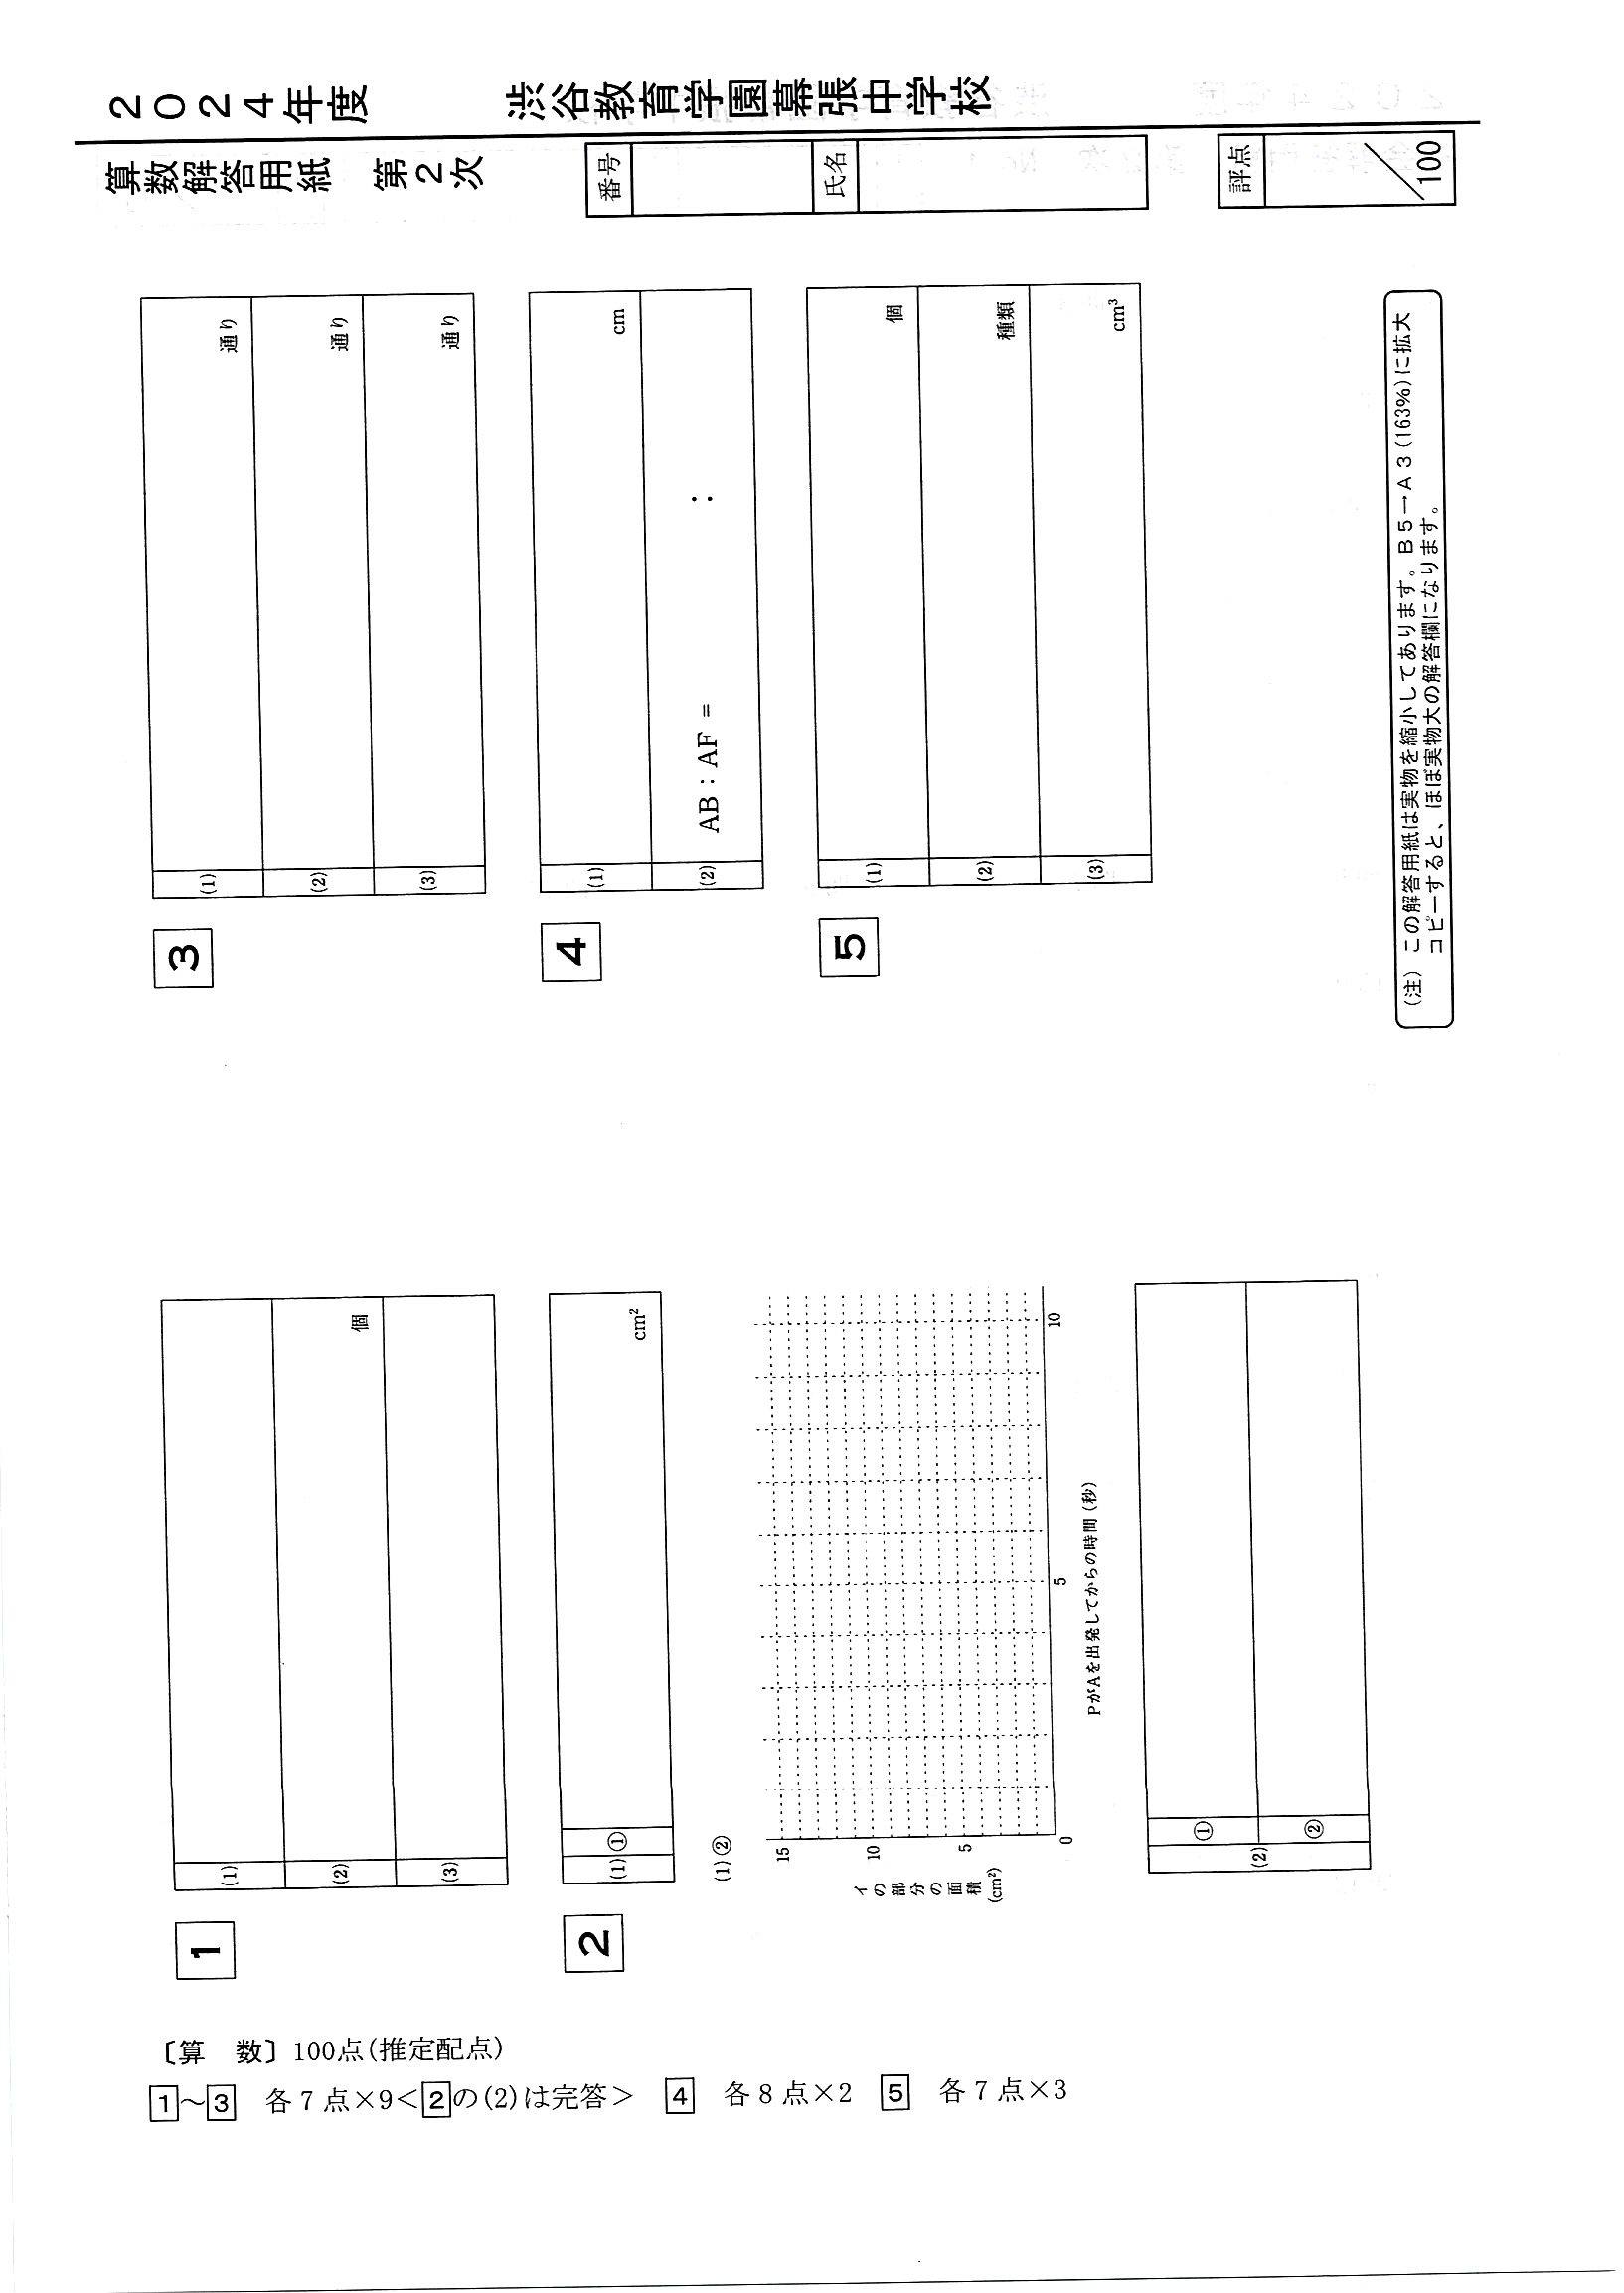 2024年度　渋谷教育学園幕張中学校
算数解答用紙　第2次
番号
氏名
評点
／100
1
(1)
(2)　個
(3)
2
(1)①　cm²
(1)②
イの部分の面積
(cm²)
15
10
5
0
5
10
PがAを出発してからの時間（秒）
(2)
①
②
3
(1)　通り
(2)　通り
(3)　通り
4
(1)　cm
(2)　AB：AF＝　：
5
(1)　個
(2)　種類
(3)　cm³
(注)　この解答用紙は実物を縮小してあります。B5→A3(163%)に拡大
コピーすると、ほぼ実物大の解答欄になります。
〔算　数〕100点(推定配点)
1～3　各7点×9＜2の(2)は完答＞　4　各8点×2　5　各7点×3